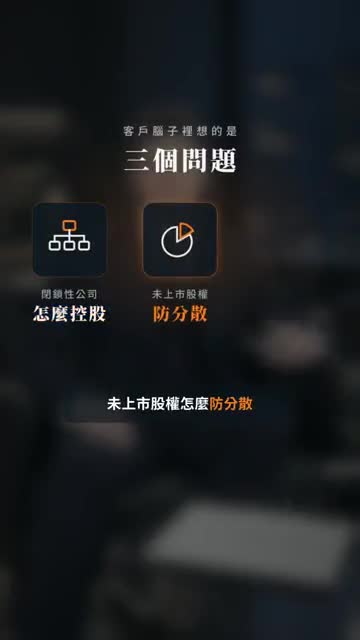 客戶腦子裡想的是
三個問題
閉鎖性公司
怎麼控股
未上市股權
防分散
未上市股權怎麼防分散